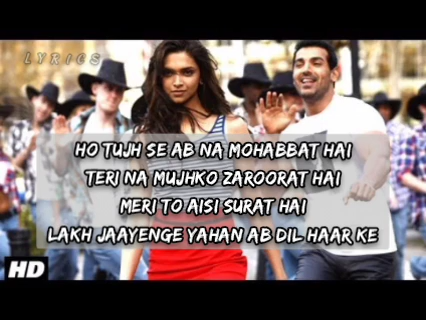 LYRICS
HO TUJH SE AB NA MOHABBAT HAI
TERI NA MUJHKO ZAROORAT HAI
MERI TO AISI SURAT HAI
LAKH JAAYENGE YAHAN AB DIL HAAR KE
HD